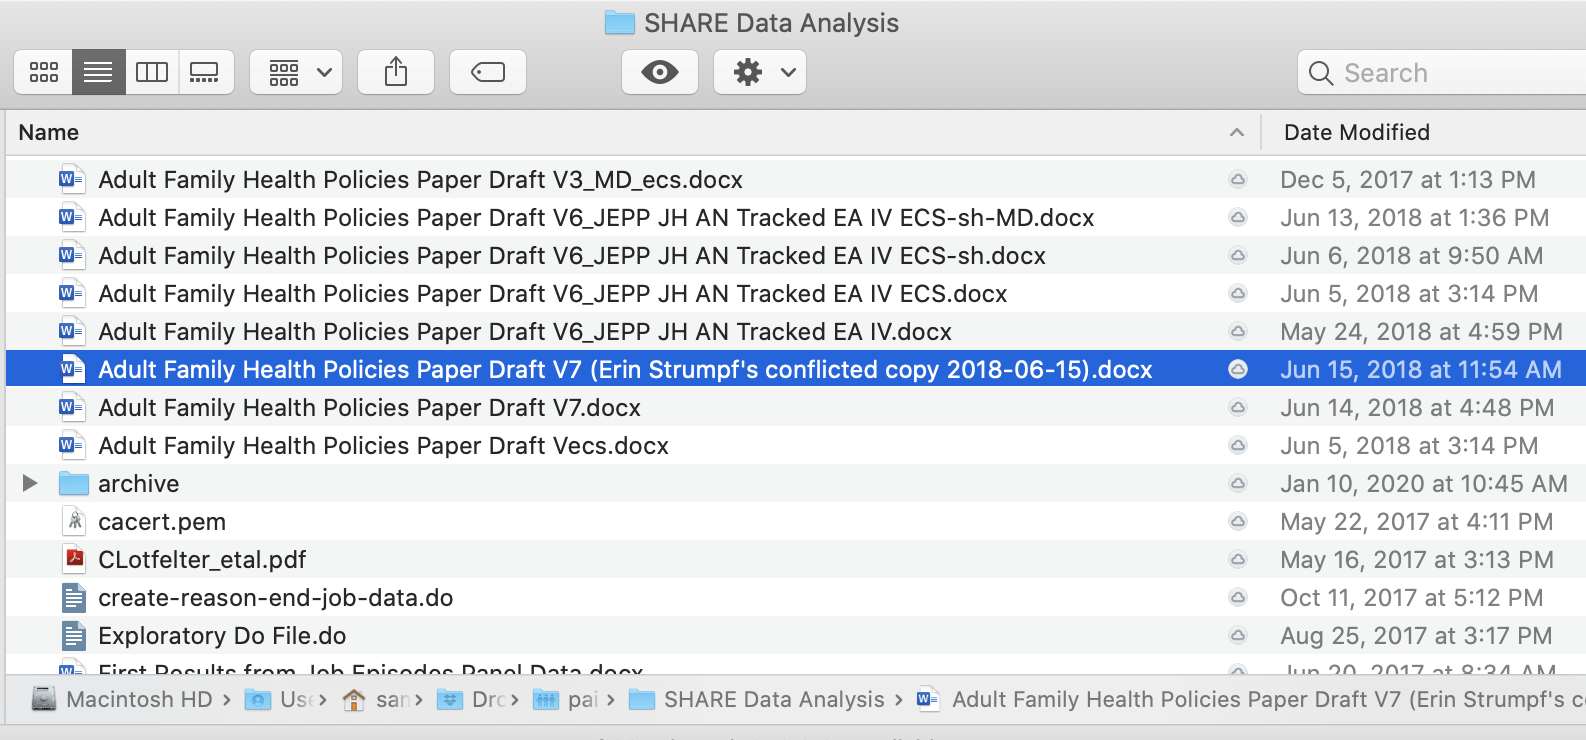 SHARE Data Analysis
Search
Name Date Modified
Adult Family Health Policies Paper Draft V3_MD_ecs.docx Dec 5, 2017 at 1:13 PM
Adult Family Health Policies Paper Draft V6_JEPP JH AN Tracked EA IV ECS-sh-MD.docx Jun 13, 2018 at 1:36 PM
Adult Family Health Policies Paper Draft V6_JEPP JH AN Tracked EA IV ECS-sh.docx Jun 6, 2018 at 9:50 AM
Adult Family Health Policies Paper Draft V6_JEPP JH AN Tracked EA IV ECS.docx Jun 5, 2018 at 3:14 PM
Adult Family Health Policies Paper Draft V6_JEPP JH AN Tracked EA IV.docx May 24, 2018 at 4:59 PM
Adult Family Health Policies Paper Draft V7 (Erin Strumpf's conflicted copy 2018-06-15).docx Jun 15, 2018 at 11:54 AM
Adult Family Health Policies Paper Draft V7.docx Jun 14, 2018 at 4:48 PM
Adult Family Health Policies Paper Draft Vecs.docx Jun 5, 2018 at 3:14 PM
archive Jan 10, 2020 at 10:45 AM
cacert.pem May 22, 2017 at 4:11 PM
CLotfelter_etal.pdf May 16, 2017 at 3:13 PM
create-reason-end-job-data.do Oct 11, 2017 at 5:12 PM
Exploratory Do File.do Aug 25, 2017 at 3:17 PM
First Results from Job Episodes Panel Data.docx Jun 20, 2017 at 8:34 AM
Macintosh HD › Use › san › Dro › pai › SHARE Data Analysis › Adult Family Health Policies Paper Draft V7 (Erin Strumpf's